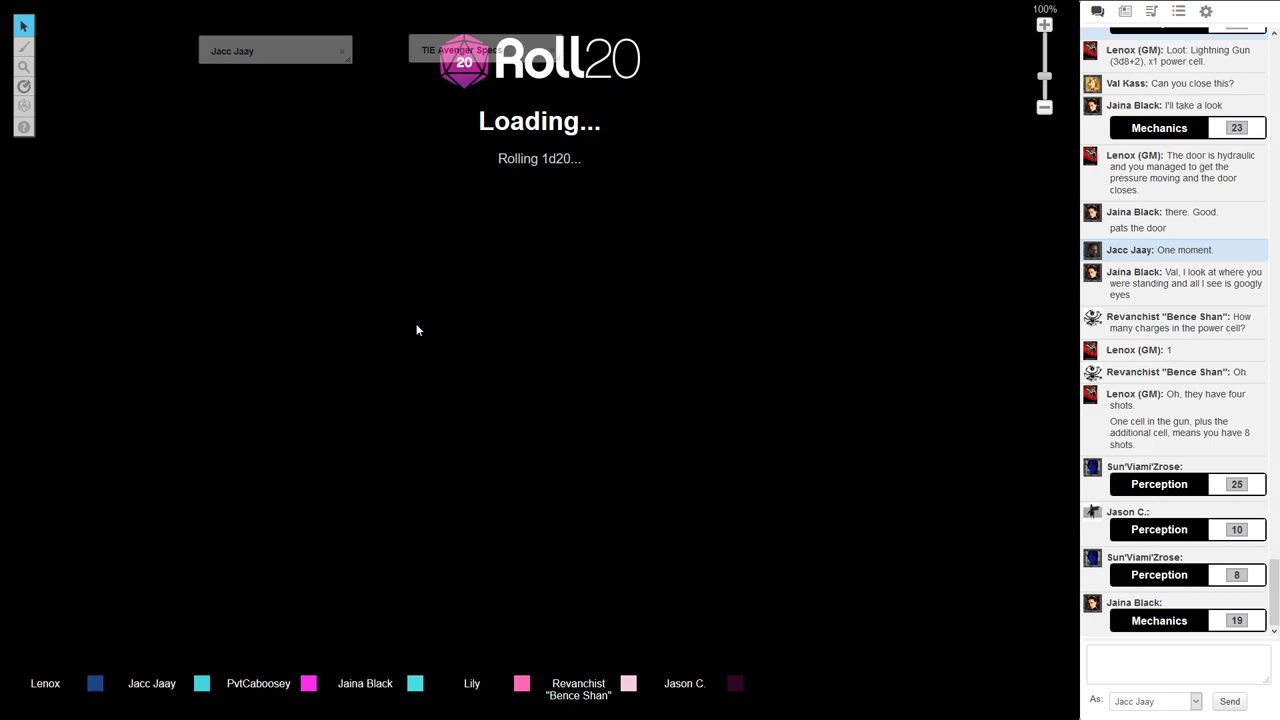 100%
Jacc Jaay
TIE Avenger Specs
20
Roll20
Loading...
Rolling 1d20...
Lenox (GM): Loot: Lightning Gun
(3d8+2), x1 power cell.
Val Kass: Can you close this?
Jaina Black: I'll take a look
Mechanics 23
Lenox (GM): The door is hydraulic
and you managed to get the
pressure moving and the door
closes.
Jaina Black: there. Good.
pats the door
Jacc Jaay: One moment.
Jaina Black: Val, I look at where you
were standing and all I see is googly
eyes
Revanchist "Bence Shan": How
many charges in the power cell?
Lenox (GM): 1
Revanchist "Bence Shan": Oh
Lenox (GM): Oh, they have four
shots.
One cell in the gun, plus the
additional cell, means you have 8
shots.
Sun'Viami'Zrose:
Perception 25
Jason C.:
Perception 10
Sun'Viami'Zrose:
Perception 8
Jaina Black:
Mechanics 19
As: Jacc Jaay Send
Lenox Jacc Jaay PvtCaboosey Jaina Black Lily Revanchist Jason C.
"Bence Shan"